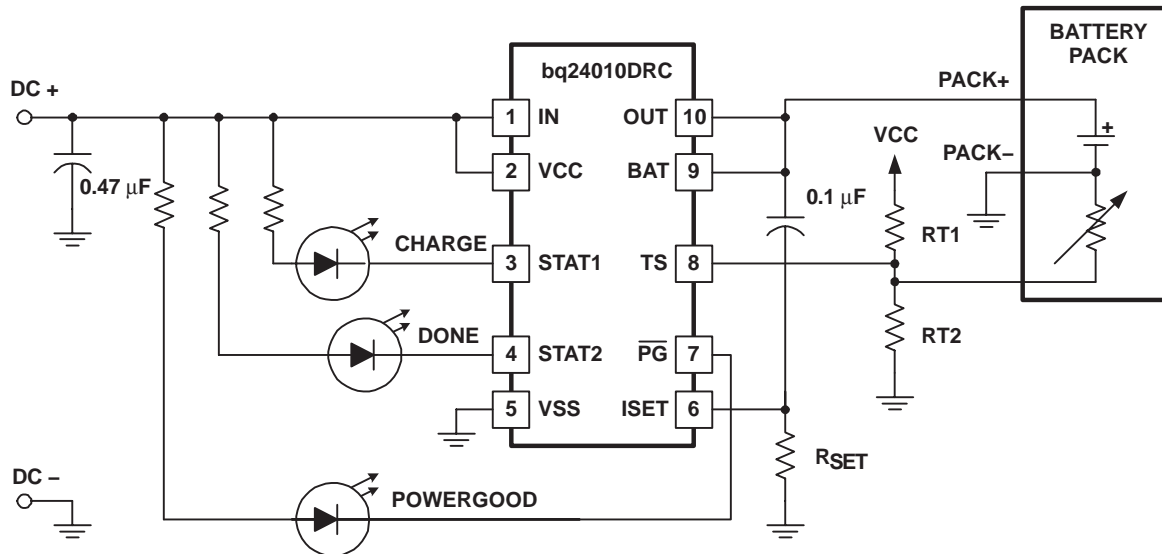 BATTERY
PACK
bq24010DRC
DC +
PACK+
1 IN OUT 10
VCC
PACK–
2 VCC BAT 9
0.47 μF
0.1 μF
RT1
CHARGE
3 STAT1 TS 8
DONE
RT2
4 STAT2 PG 7
5 VSS ISET 6
RSET
DC –
POWERGOOD
+